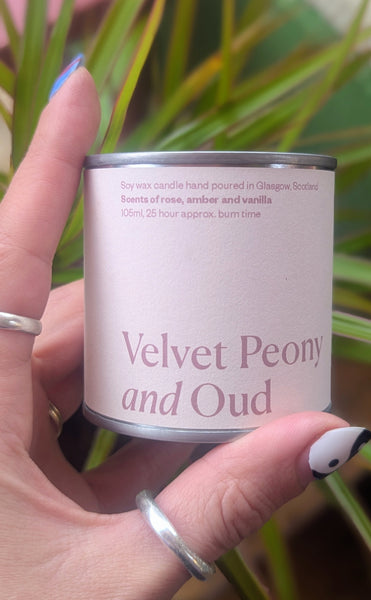 Soy wax candle hand poured in Glasgow, Scotland
Scents of rose, amber and vanilla
105ml, 25 hour approx. burn time
Velvet Peony
and Oud